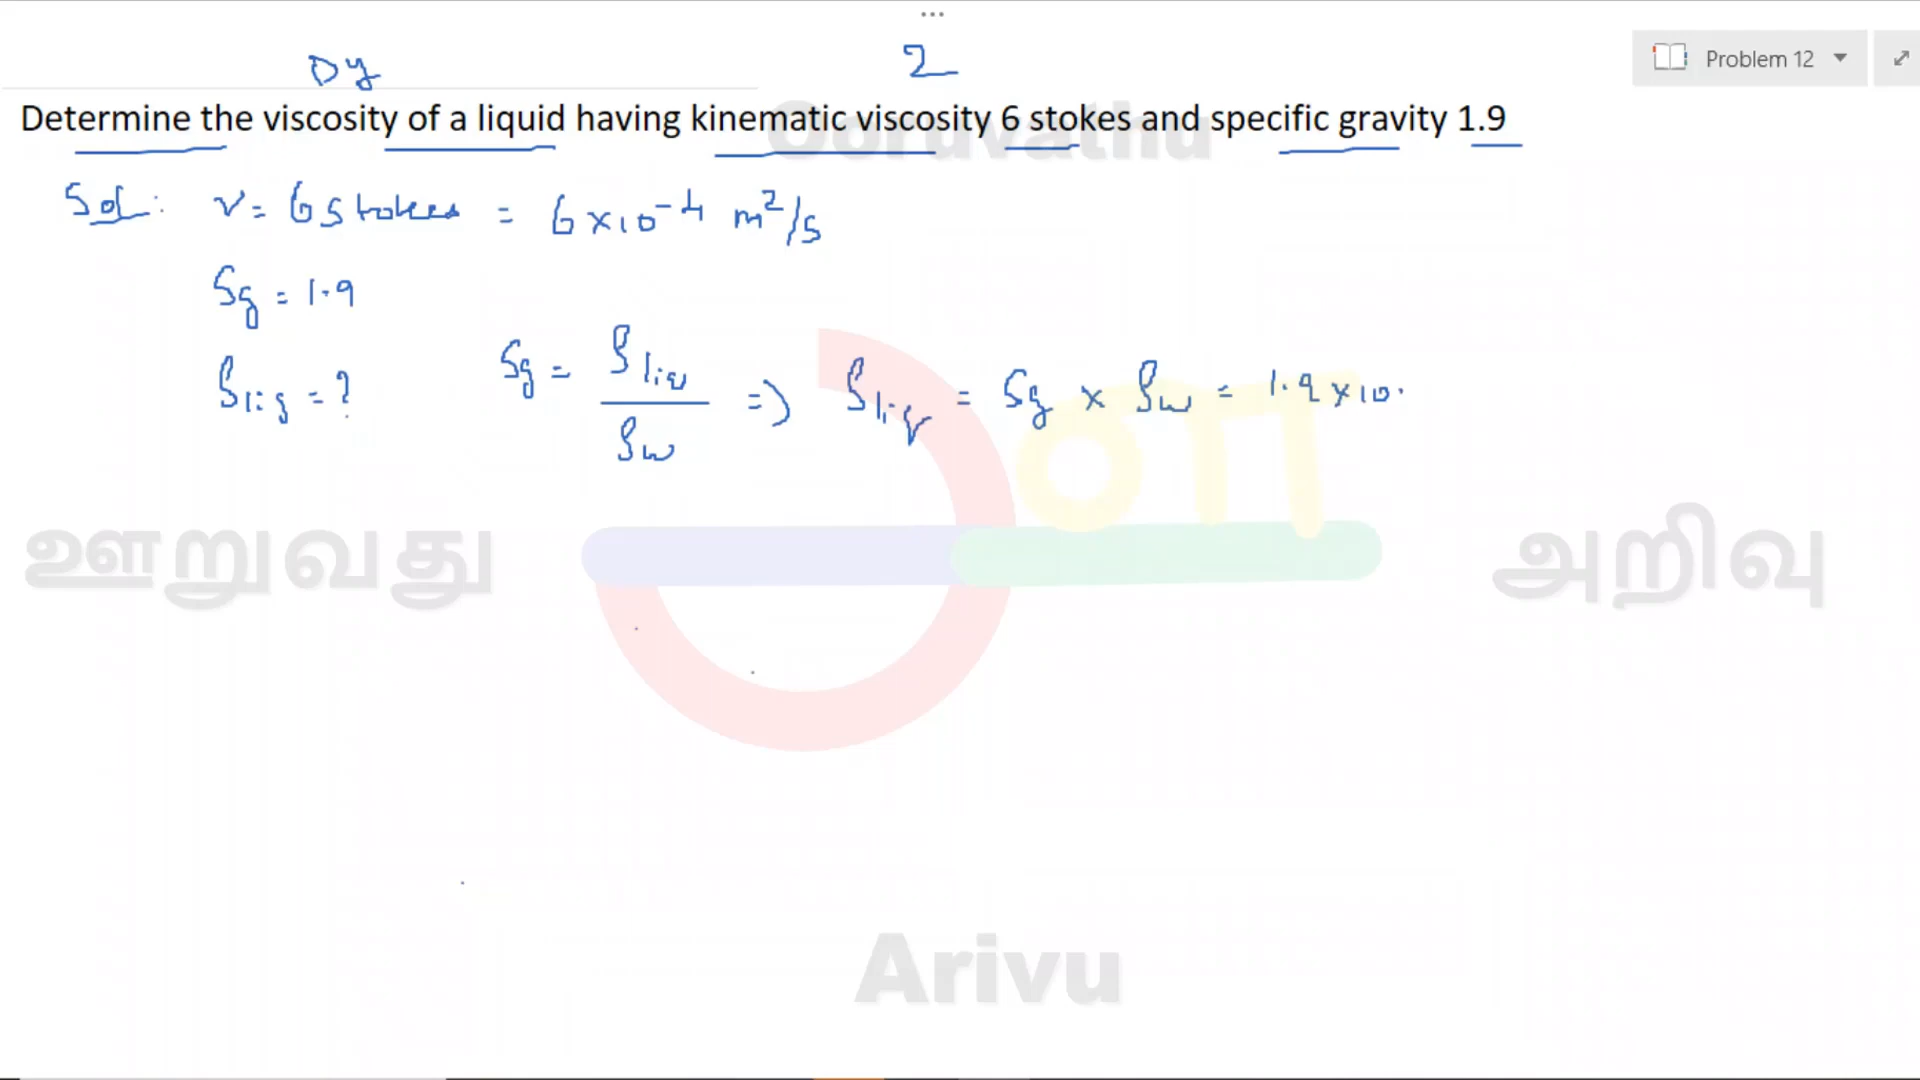 ...
Dy 2
Problem 12
Determine the viscosity of a liquid having kinematic viscosity 6 stokes and specific gravity 1.9
Ooruvathu
Sol: ν = 6 Stokes = 6 × 10⁻⁴ m²/s
Sg = 1.9
ρliq = ? Sg = ρliq / ρw => ρliq = Sg × ρw = 1.9 × 10.
ஊறுவது அறிவு
Arivu